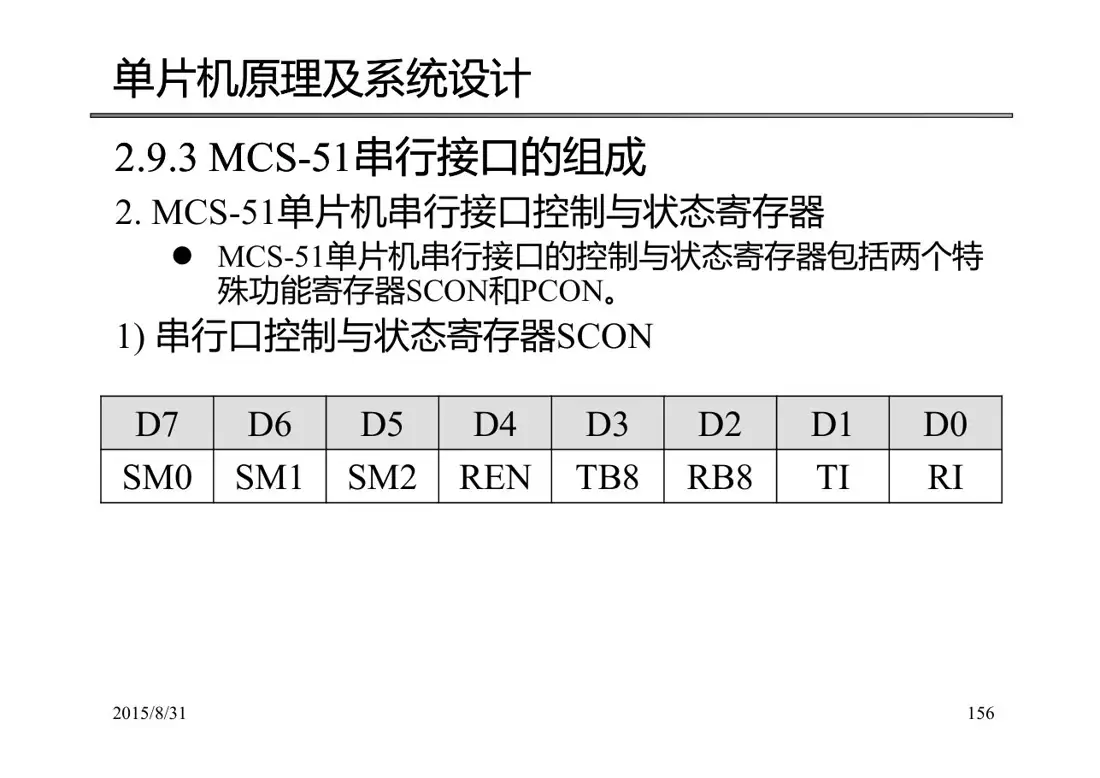 单片机原理及系统设计
2.9.3 MCS-51串行接口的组成
2. MCS-51单片机串行接口控制与状态寄存器
● MCS-51单片机串行接口的控制与状态寄存器包括两个特
殊功能寄存器SCON和PCON。
1) 串行口控制与状态寄存器SCON
D7 D6 D5 D4 D3 D2 D1 D0
SM0 SM1 SM2 REN TB8 RB8 TI RI
2015/8/31 156